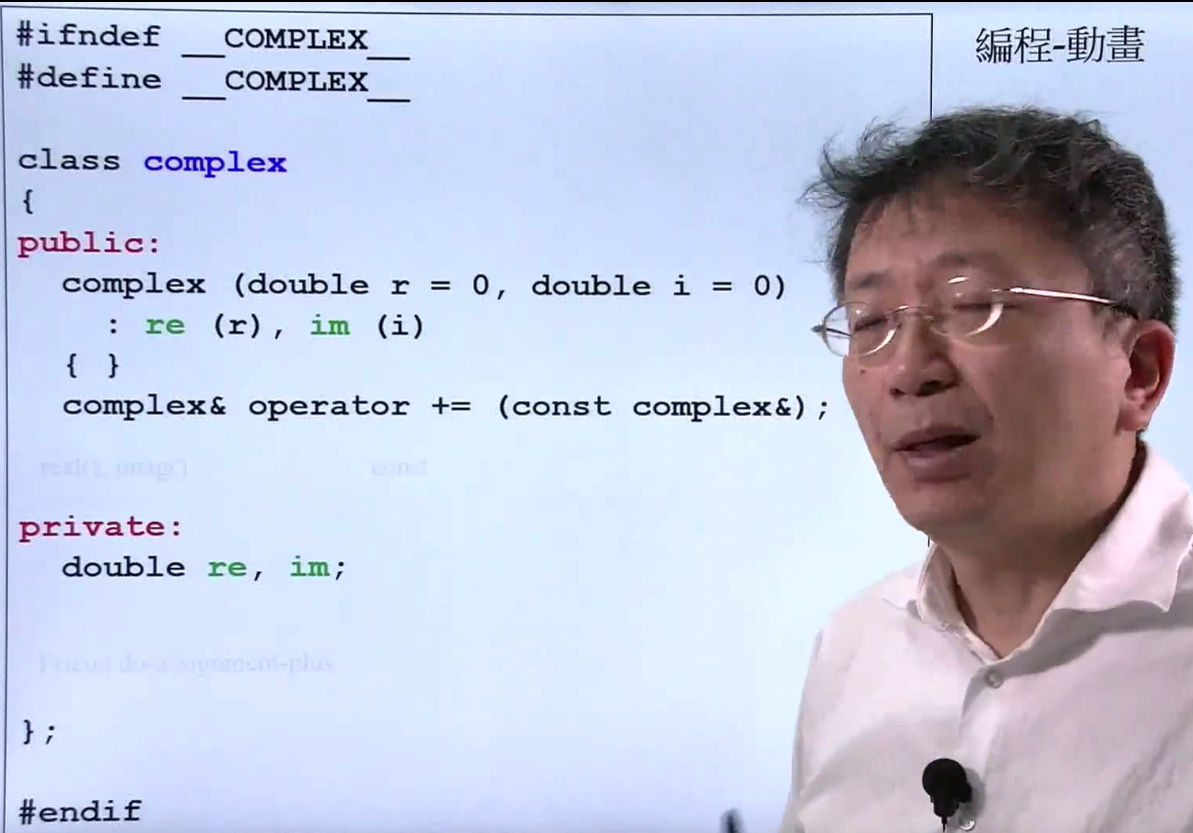 #ifndef __COMPLEX__
#define __COMPLEX__
編程-動畫
class complex
{
public:
complex (double r = 0, double i = 0)
: re (r), im (i)
{ }
complex& operator += (const complex&);
real(), imag() const
private:
double re, im;
Friend do-assignment-plus
};
#endif